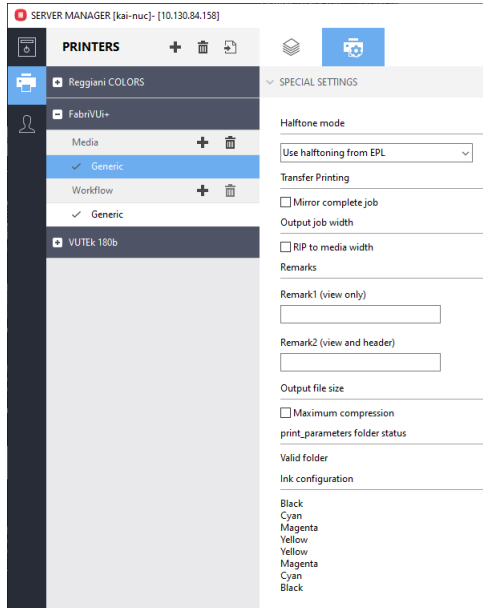 SERVER MANAGER [kai-nuc]- [10.130.84.158]
PRINTERS
Reggiani COLORS
FabriVUi+
Media
Generic
Workflow
Generic
VUTEk 180b
SPECIAL SETTINGS
Halftone mode
Use halftoning from EPL
Transfer Printing
Mirror complete job
Output job width
RIP to media width
Remarks
Remark1 (view only)
Remark2 (view and header)
Output file size
Maximum compression
print_parameters folder status
Valid folder
Ink configuration
Black
Cyan
Magenta
Yellow
Yellow
Magenta
Cyan
Black